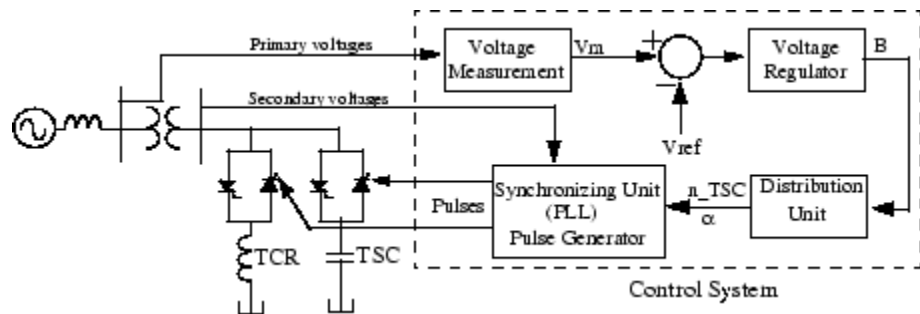 Primary voltages
Voltage
Measurement
Vm
+
−
Voltage
Regulator
B
Secondary voltages
Vref
Pulses
Synchronizing Unit
(PLL)
Pulse Generator
n_TSC
α
Distribution
Unit
TCR
TSC
Control System